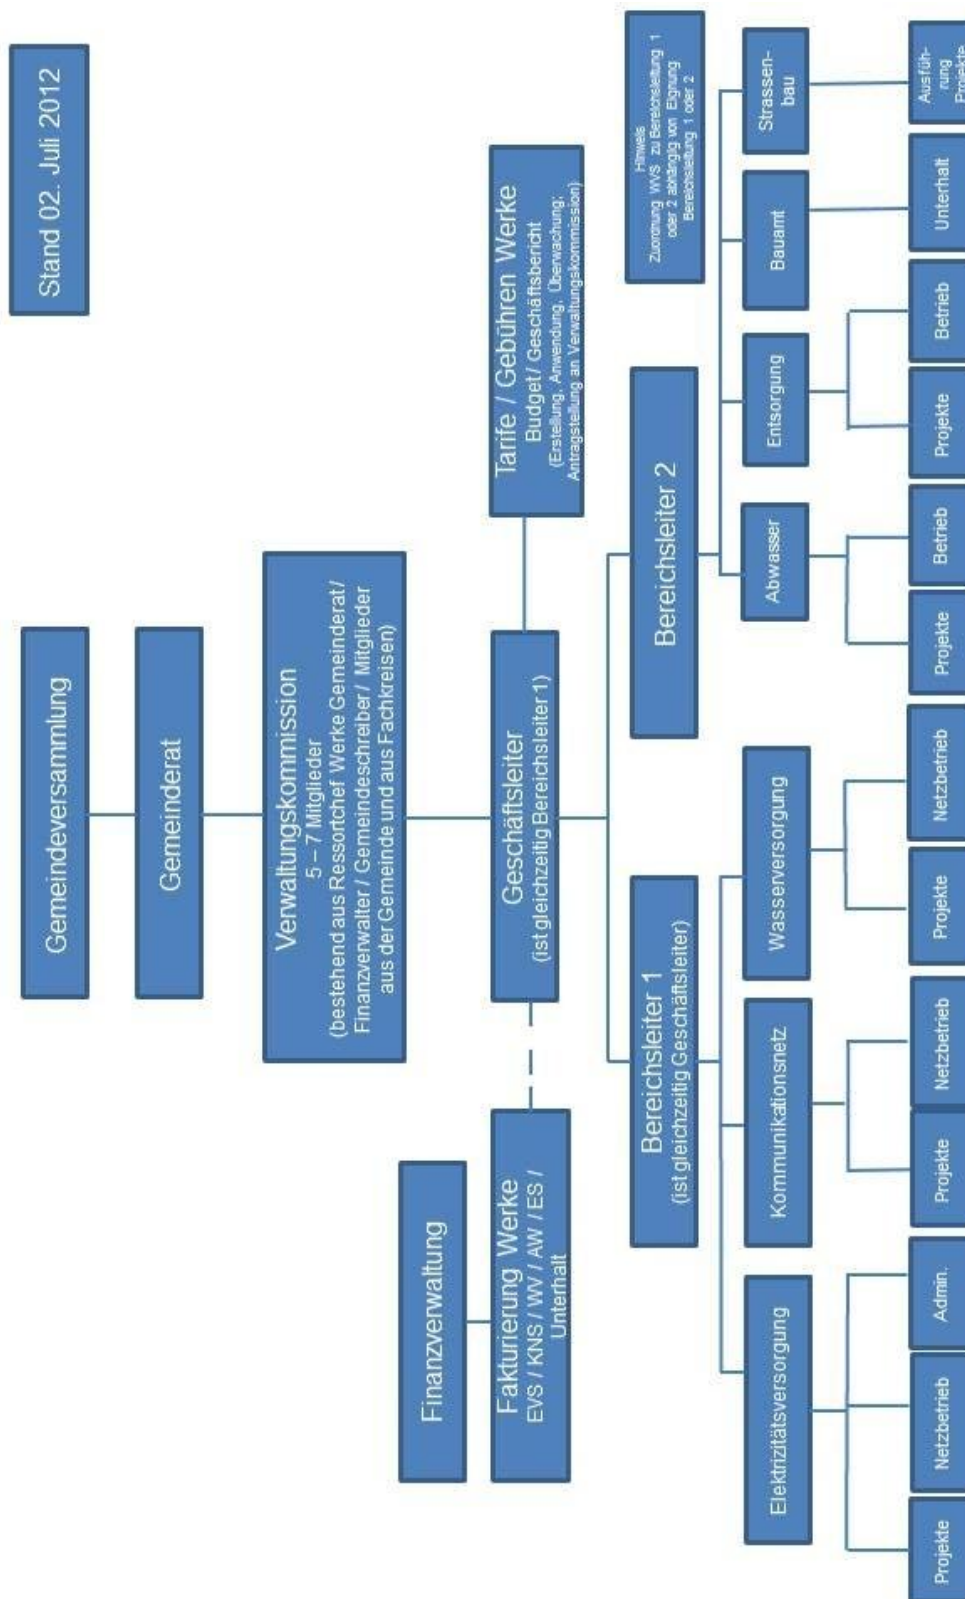 Stand 02. Juli 2012
Gemeindeversammlung
Gemeinderat
Verwaltungskommission
5 – 7 Mitglieder
(bestehend aus Ressortchef Werke Gemeinderat /
Finanzverwalter / Gemeindeschreiber / Mitglieder
aus der Gemeinde und aus Fachkreisen)
Finanzverwaltung
Fakturierung Werke
EVS / KNS / WV / AW / ES /
Unterhalt
Geschäftsleiter
(ist gleichzeitig Bereichsleiter 1)
Tarife / Gebühren Werke
Budget / Geschäftsbericht
(Erstellung, Anwendung, Überwachung;
Antragstellung an Verwaltungskommission)
Bereichsleiter 1
(ist gleichzeitig Geschäftsleiter)
Bereichsleiter 2
Hinweis
Zuordnung WVS zu Bereichsleitung 1
oder 2 abhängig von Eignung
Bereichsleitung 1 oder 2
Elektrizitätsversorgung
Kommunikationsnetz
Wasserversorgung
Abwasser
Entsorgung
Bauamt
Strassen-
bau
Projekte
Netzbetrieb
Admin.
Projekte
Netzbetrieb
Projekte
Netzbetrieb
Projekte
Betrieb
Projekte
Betrieb
Unterhalt
Ausfüh-
rung
Projekte